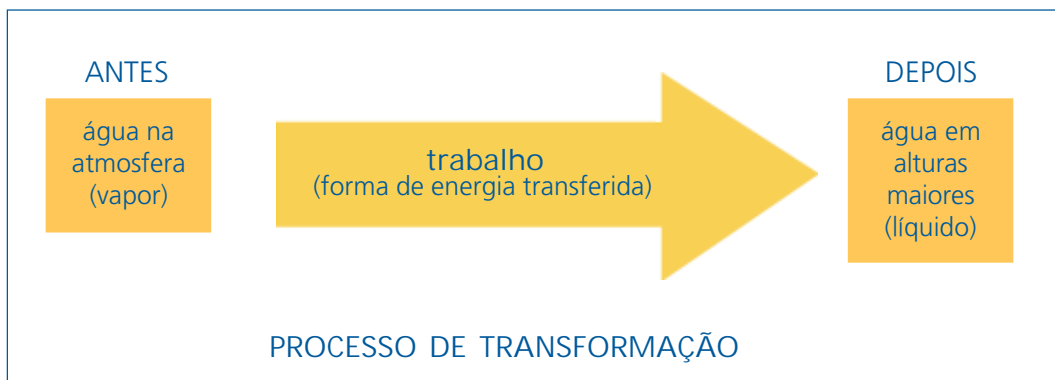 ANTES
água na
atmosfera
(vapor)
trabalho
(forma de energia transferida)
DEPOIS
água em
alturas
maiores
(líquido)
PROCESSO DE TRANSFORMAÇÃO